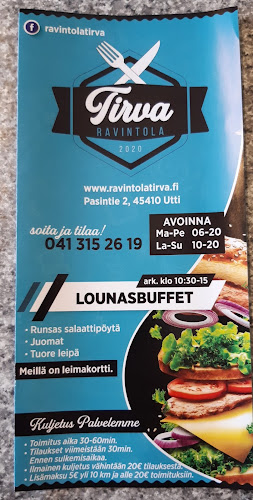 ravintolatirva
Tirva
RAVINTOLA
2020
www.ravintolatirva.fi
Pasintie 2, 45410 Utti
soita ja tilaa!
041 315 26 19
AVOINNA
Ma-Pe 06-20
La-Su 10-20
ark. klo 10:30-15
LOUNASBUFFET
• Runsas salaattipöytä
• Juomat
• Tuore leipä
Meillä on leimakortti.
Kuljetus Palvelemme
• Toimitus aika 30-60min.
• Tilaukset viimeistään 30min.
Ennen sulkemisaikaa.
• Ilmainen kuljetus vähintään 20€ tilauksesta.
• Lisämaksu 5€ yli 10 km ja alle 20€ toimituksiin.